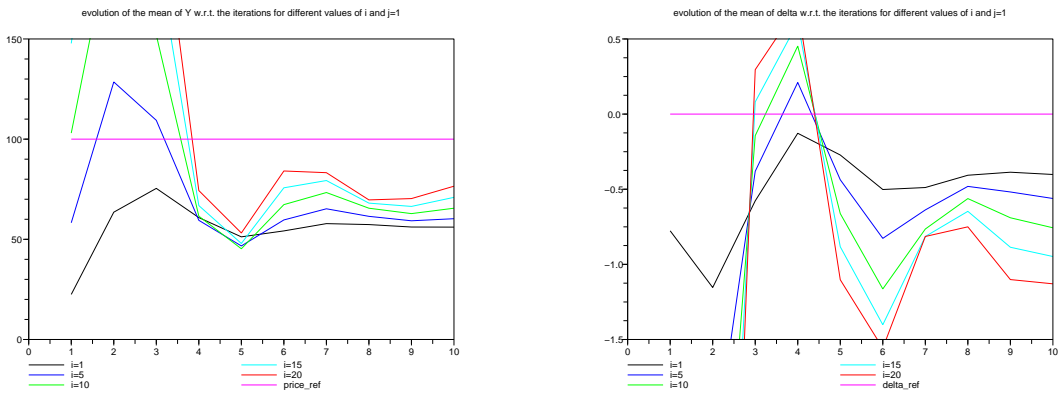 evolution of the mean of Y w.r.t. the iterations for different values of i and j=1
150
100
50
0
0 1 2 3 4 5 6 7 8 9 10
i=1 i=15
i=5 i=20
i=10 price_ref
evolution of the mean of delta w.r.t. the iterations for different values of i and j=1
0.5
0.0
−0.5
−1.0
−1.5
0 1 2 3 4 5 6 7 8 9 10
i=1 i=15
i=5 i=20
i=10 delta_ref